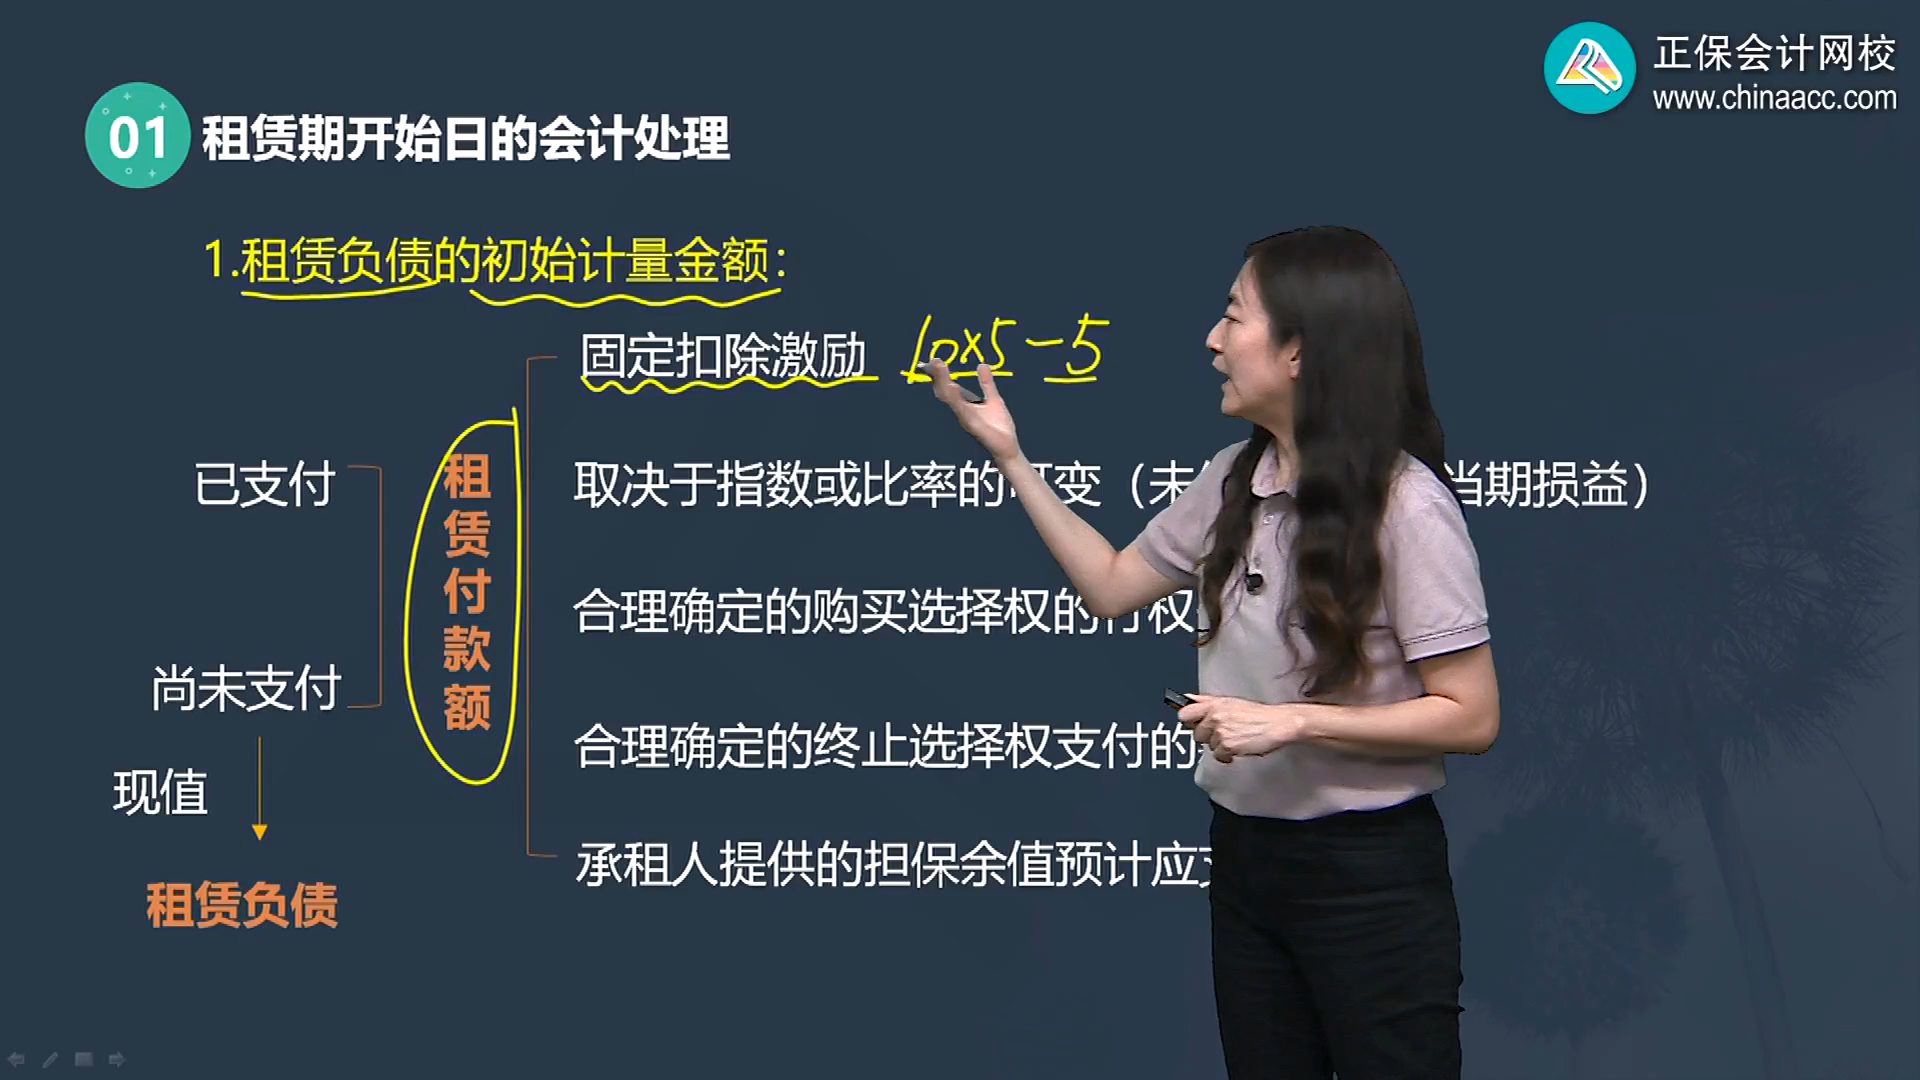 正保会计网校
www.chinaacc.com
01 租赁期开始日的会计处理
1.租赁负债的初始计量金额：
固定扣除激励 10×5-5
已支付
取决于指数或比率的可变（未 当期损益）
租赁付款额
合理确定的购买选择权的行权
尚未支付
合理确定的终止选择权支付的
现值
承租人提供的担保余值预计应
租赁负债